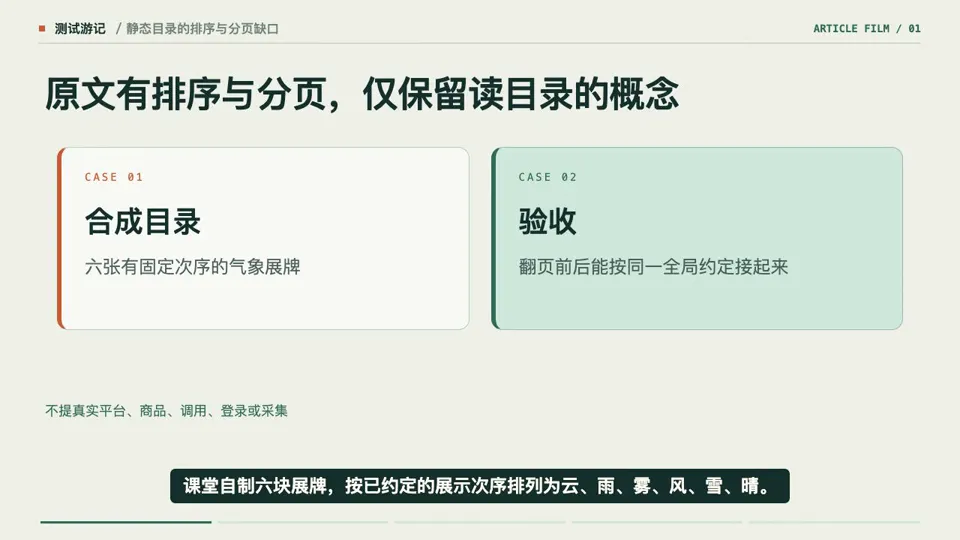 测试游记 / 静态目录的排序与分页缺口
ARTICLE FILM / 01
原文有排序与分页，仅保留读目录的概念
CASE 01
合成目录
六张有固定次序的气象展牌
CASE 02
验收
翻页前后能按同一全局约定接起来
不提真实平台、商品、调用、登录或采集
课堂自制六块展牌，按已约定的展示次序排列为云、雨、雾、风、雪、晴。